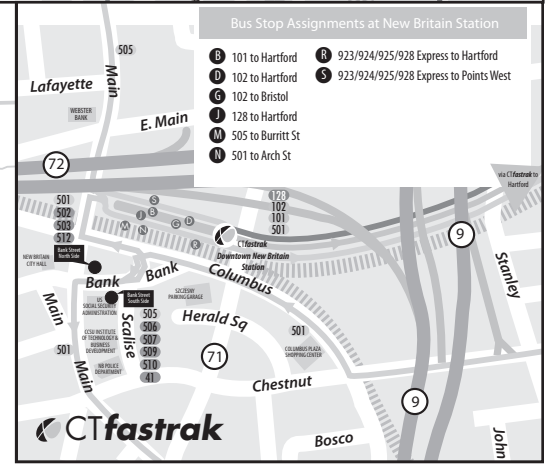 Bus Stop Assignments at New Britain Station
B 101 to Hartford
D 102 to Hartford
G 102 to Bristol
J 128 to Hartford
M 505 to Burritt St
N 501 to Arch St
R 923/924/925/928 Express to Hartford
S 923/924/925/928 Express to Points West
505
Main
Lafayette
WEBSTER
BANK
E. Main
72
via CTfastrak to
Hartford
501
502
503
512
S
J B
M N
G D
R
128
102
101
501
9
Stanley
Bank Street
North Side
NEW BRITAIN
CITY HALL
CTfastrak
Downtown New Britain
Station
Columbus
Bank
Bank
Bank Street
South Side
SZCZESNY
PARKING GARAGE
US
SOCIAL SECURITY
ADMINISTRATION
Main
Scalise
505
506
507
509
510
41
Herald Sq
CCSU INSTITUTE
OF TECHNOLOGY &
BUSINESS
DEVELOPMENT
501
COLUMBUS PLAZA
SHOPPING CENTER
501
NB POLICE
DEPARTMENT
71
Main
Chestnut
9
CTfastrak
Bosco
John